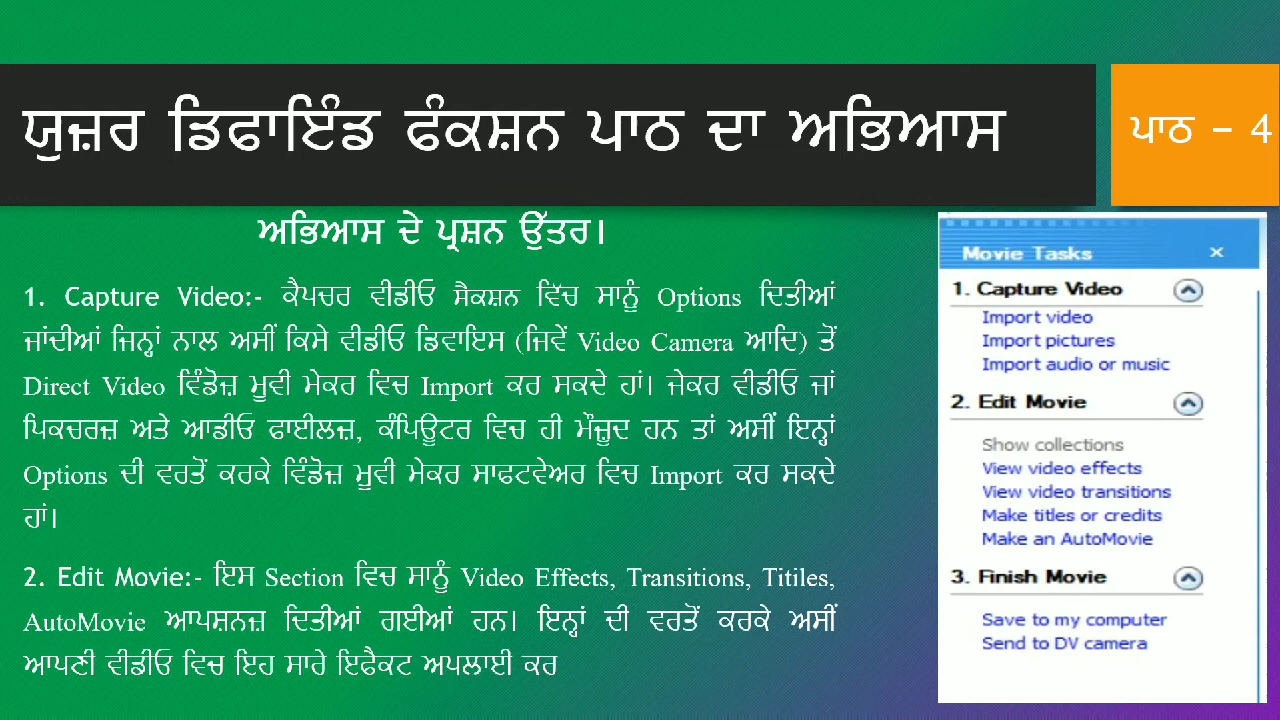 ਯੁਜ਼ਰ ਡਿਫਾਇੰਡ ਫੰਕਸ਼ਨ ਪਾਠ ਦਾ ਅਭਿਆਸ
ਪਾਠ – 4
ਅਭਿਆਸ ਦੇ ਪ੍ਰਸ਼ਨ ਉੱਤਰ।
1. Capture Video:- ਕੈਪਚਰ ਵੀਡੀਓ ਸੈਕਸ਼ਨ ਵਿੱਚ ਸਾਨੂੰ Options ਦਿਤੀਆਂ
ਜਾਂਦੀਆਂ ਜਿਨ੍ਹਾਂ ਨਾਲ ਅਸੀਂ ਕਿਸੇ ਵੀਡੀਓ ਡਿਵਾਇਸ (ਜਿਵੇਂ Video Camera ਆਦਿ) ਤੋਂ
Direct Video ਵਿੰਡੋਜ਼ ਮੂਵੀ ਮੇਕਰ ਵਿਚ Import ਕਰ ਸਕਦੇ ਹਾਂ। ਜੇਕਰ ਵੀਡੀਓ ਜਾਂ
ਪਿਕਚਰਜ਼ ਅਤੇ ਆਡੀਓ ਫਾਈਲਜ਼, ਕੰਪਿਊਟਰ ਵਿਚ ਹੀ ਮੌਜ਼ੂਦ ਹਨ ਤਾਂ ਅਸੀਂ ਇਨ੍ਹਾਂ
Options ਦੀ ਵਰਤੋਂ ਕਰਕੇ ਵਿੰਡੋਜ਼ ਮੂਵੀ ਮੇਕਰ ਸਾਫਟਵੇਅਰ ਵਿਚ Import ਕਰ ਸਕਦੇ
ਹਾਂ।
2. Edit Movie:- ਇਸ Section ਵਿਚ ਸਾਨੂੰ Video Effects, Transitions, Titiles,
AutoMovie ਆਪਸ਼ਨਜ਼ ਦਿਤੀਆਂ ਗਈਆਂ ਹਨ। ਇਨ੍ਹਾਂ ਦੀ ਵਰਤੋਂ ਕਰਕੇ ਅਸੀਂ
ਆਪਣੀ ਵੀਡੀਓ ਵਿਚ ਇਹ ਸਾਰੇ ਇਫੈਕਟ ਅਪਲਾਈ ਕਰ
Movie Tasks
1. Capture Video
Import video
Import pictures
Import audio or music
2. Edit Movie
Show collections
View video effects
View video transitions
Make titles or credits
Make an AutoMovie
3. Finish Movie
Save to my computer
Send to DV camera